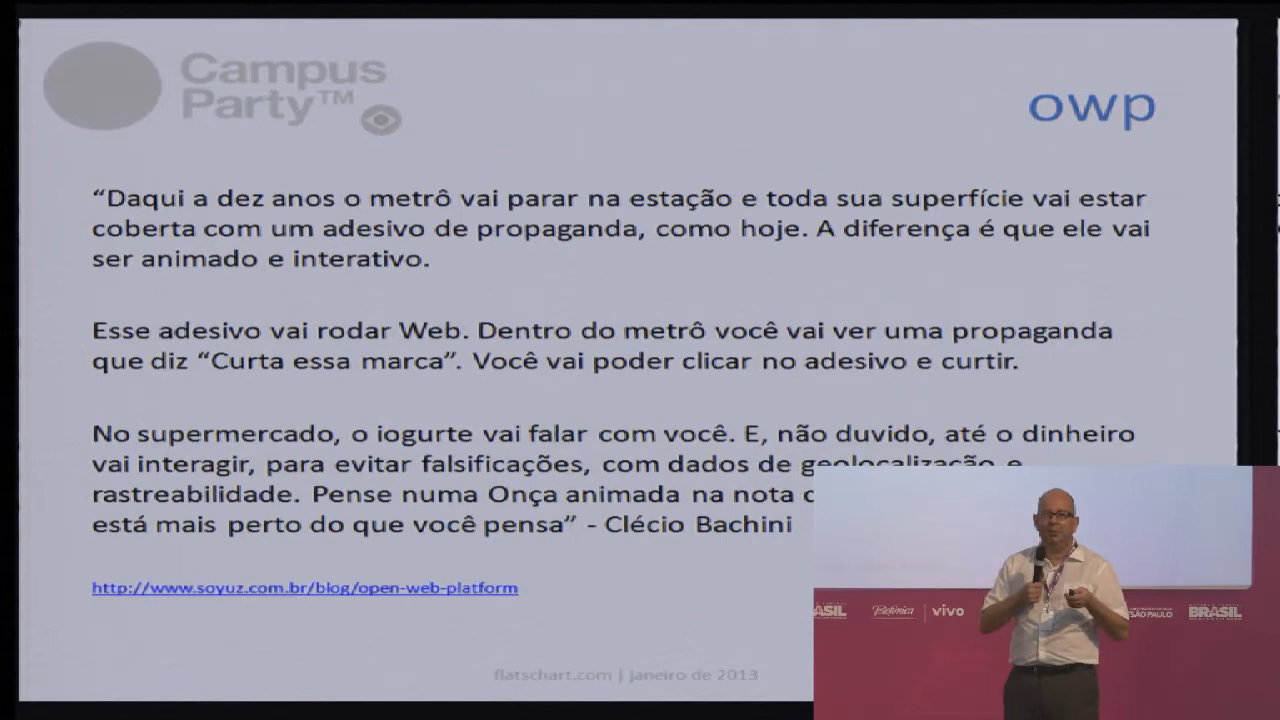 Campus
Party™
owp
“Daqui a dez anos o metrô vai parar na estação e toda sua superfície vai estar
coberta com um adesivo de propaganda, como hoje. A diferença é que ele vai
ser animado e interativo.
Esse adesivo vai rodar Web. Dentro do metrô você vai ver uma propaganda
que diz “Curta essa marca”. Você vai poder clicar no adesivo e curtir.
No supermercado, o iogurte vai falar com você. E, não duvido, até o dinheiro
vai interagir, para evitar falsificações, com dados de geolocalização e
rastreabilidade. Pense numa Onça animada na nota
está mais perto do que você pensa” - Clécio Bachini
http://www.soyuz.com.br/blog/open-web-platform
flatschart.com | janeiro de 2013
Telefónica | vivo
SÃO PAULO
BRASIL